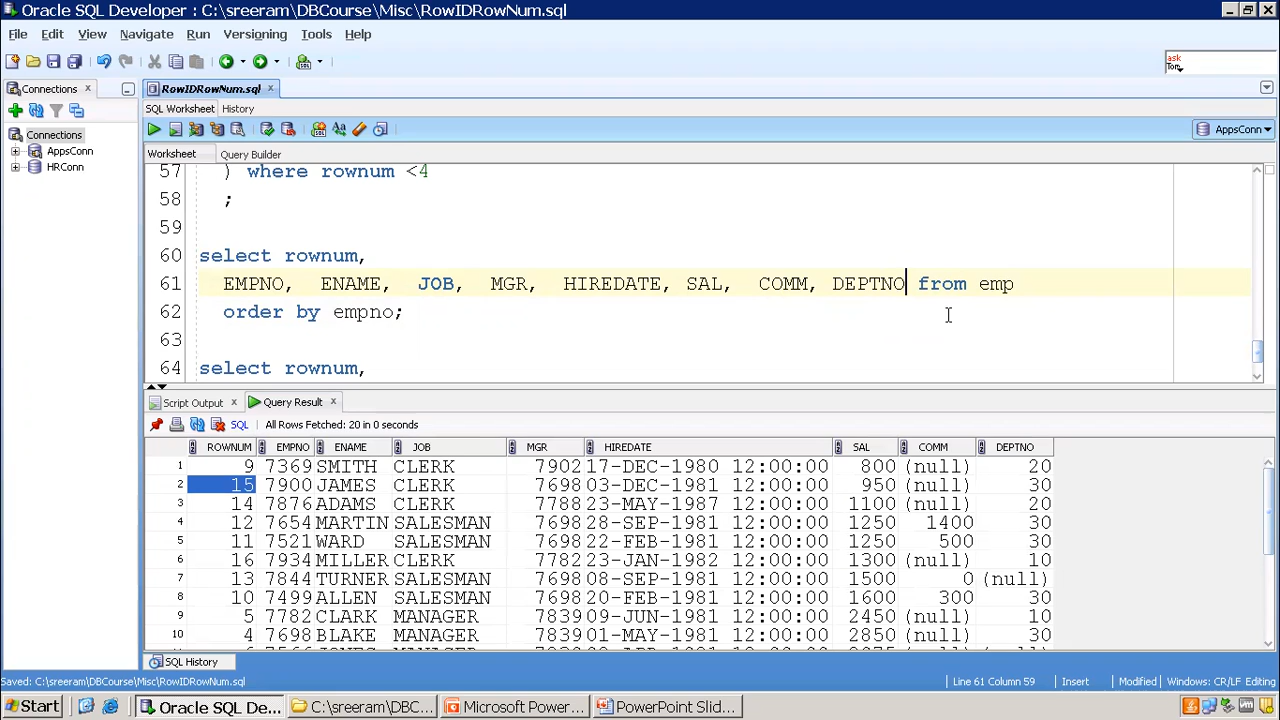 Oracle SQL Developer : C:\sreeram\DBCourse\Misc\RowIDRowNum.sql
File Edit View Navigate Run Versioning Tools Help
ask
Tom
Connections
RowIDRowNum.sql
SQL Worksheet History
AppsConn
Connections
AppsConn
HRConn
Worksheet Query Builder
57 ) where rownum <4
58 ;
59
60 select rownum,
61 EMPNO, ENAME, JOB, MGR, HIREDATE, SAL, COMM, DEPTNO from emp
62 order by empno;
63
64 select rownum,
Script Output Query Result
SQL All Rows Fetched: 20 in 0 seconds
ROWNUM EMPNO ENAME JOB MGR HIREDATE SAL COMM DEPTNO
1 9 7369 SMITH CLERK 7902 17-DEC-1980 12:00:00 800 (null) 20
2 15 7900 JAMES CLERK 7698 03-DEC-1981 12:00:00 950 (null) 30
3 14 7876 ADAMS CLERK 7788 23-MAY-1987 12:00:00 1100 (null) 20
4 12 7654 MARTIN SALESMAN 7698 28-SEP-1981 12:00:00 1250 1400 30
5 11 7521 WARD SALESMAN 7698 22-FEB-1981 12:00:00 1250 500 30
6 16 7934 MILLER CLERK 7782 23-JAN-1982 12:00:00 1300 (null) 10
7 13 7844 TURNER SALESMAN 7698 08-SEP-1981 12:00:00 1500 0 (null)
8 10 7499 ALLEN SALESMAN 7698 20-FEB-1981 12:00:00 1600 300 30
9 5 7782 CLARK MANAGER 7839 09-JUN-1981 12:00:00 2450 (null) 10
10 4 7698 BLAKE MANAGER 7839 01-MAY-1981 12:00:00 2850 (null) 30
SQL History
Saved: C:\sreeram\DBCourse\Misc\RowIDRowNum.sql Line 61 Column 59 Insert Modified Windows: CR/LF Editing
Start Oracle SQL De... C:\sreeram\DBC... Microsoft Power... PowerPoint Slid...